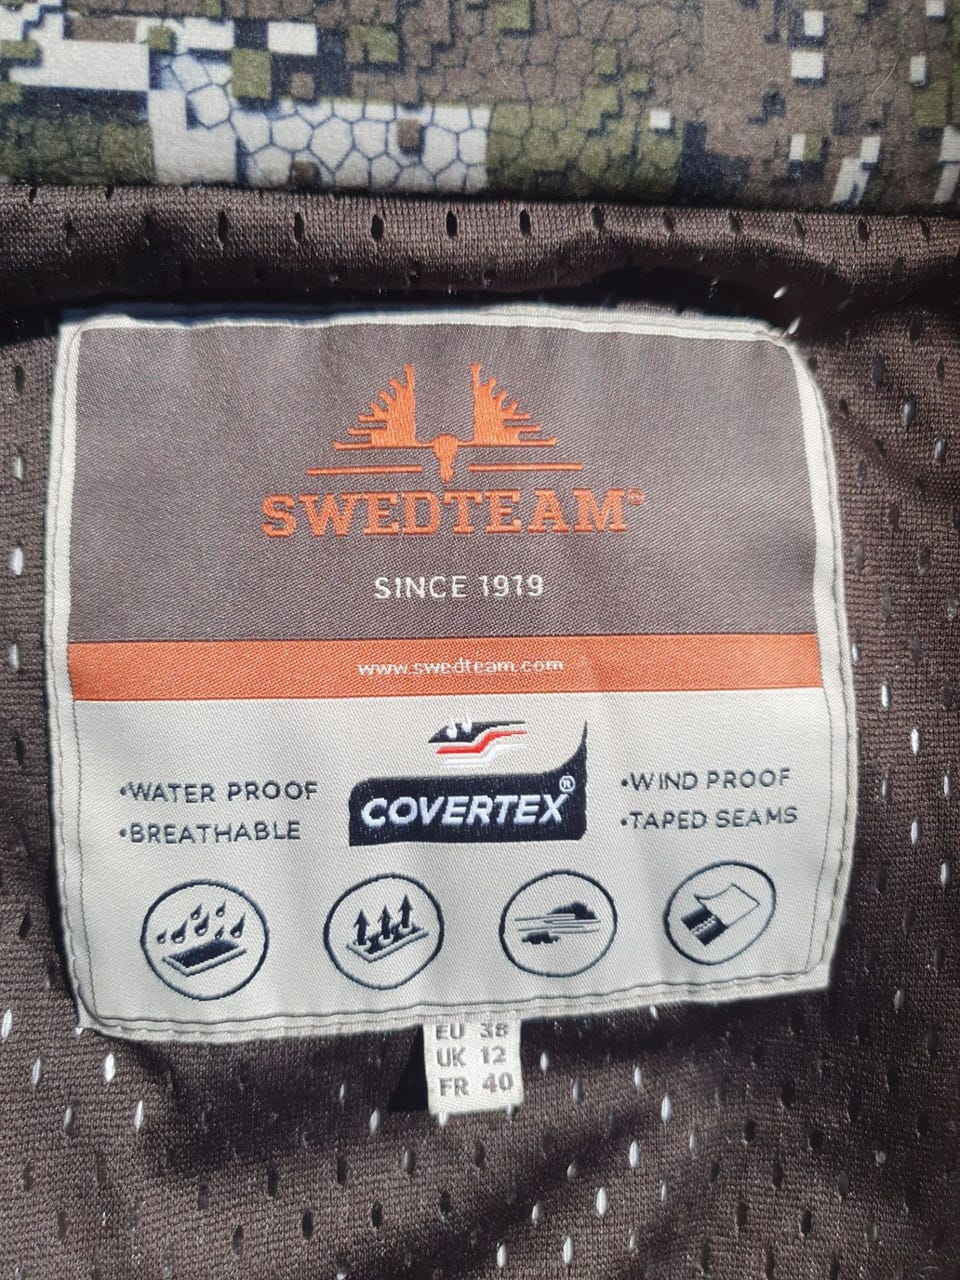 SWEDTEAM®
SINCE 1919
www.swedteam.com
•WATER PROOF
•BREATHABLE
COVERTEX®
•WIND PROOF
•TAPED SEAMS
EU 38
UK 12
FR 40